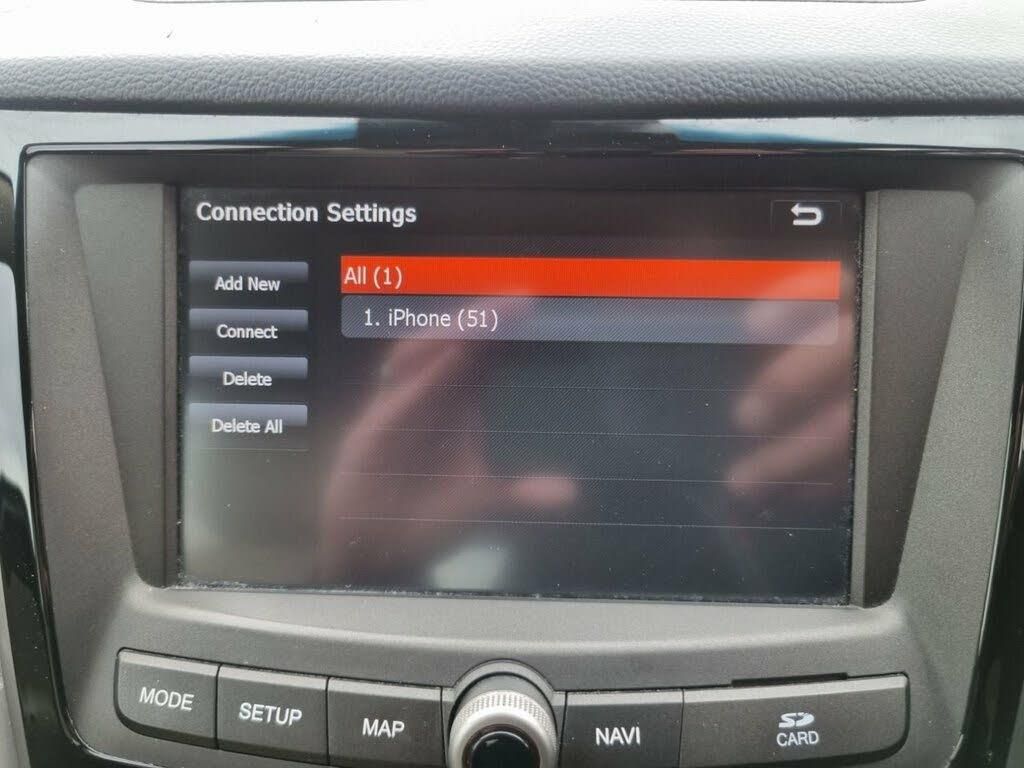 Connection Settings
Add New
Connect
Delete
Delete All
All (1)
1. iPhone (51)
MODE
SETUP
MAP
NAVI
SD
CARD